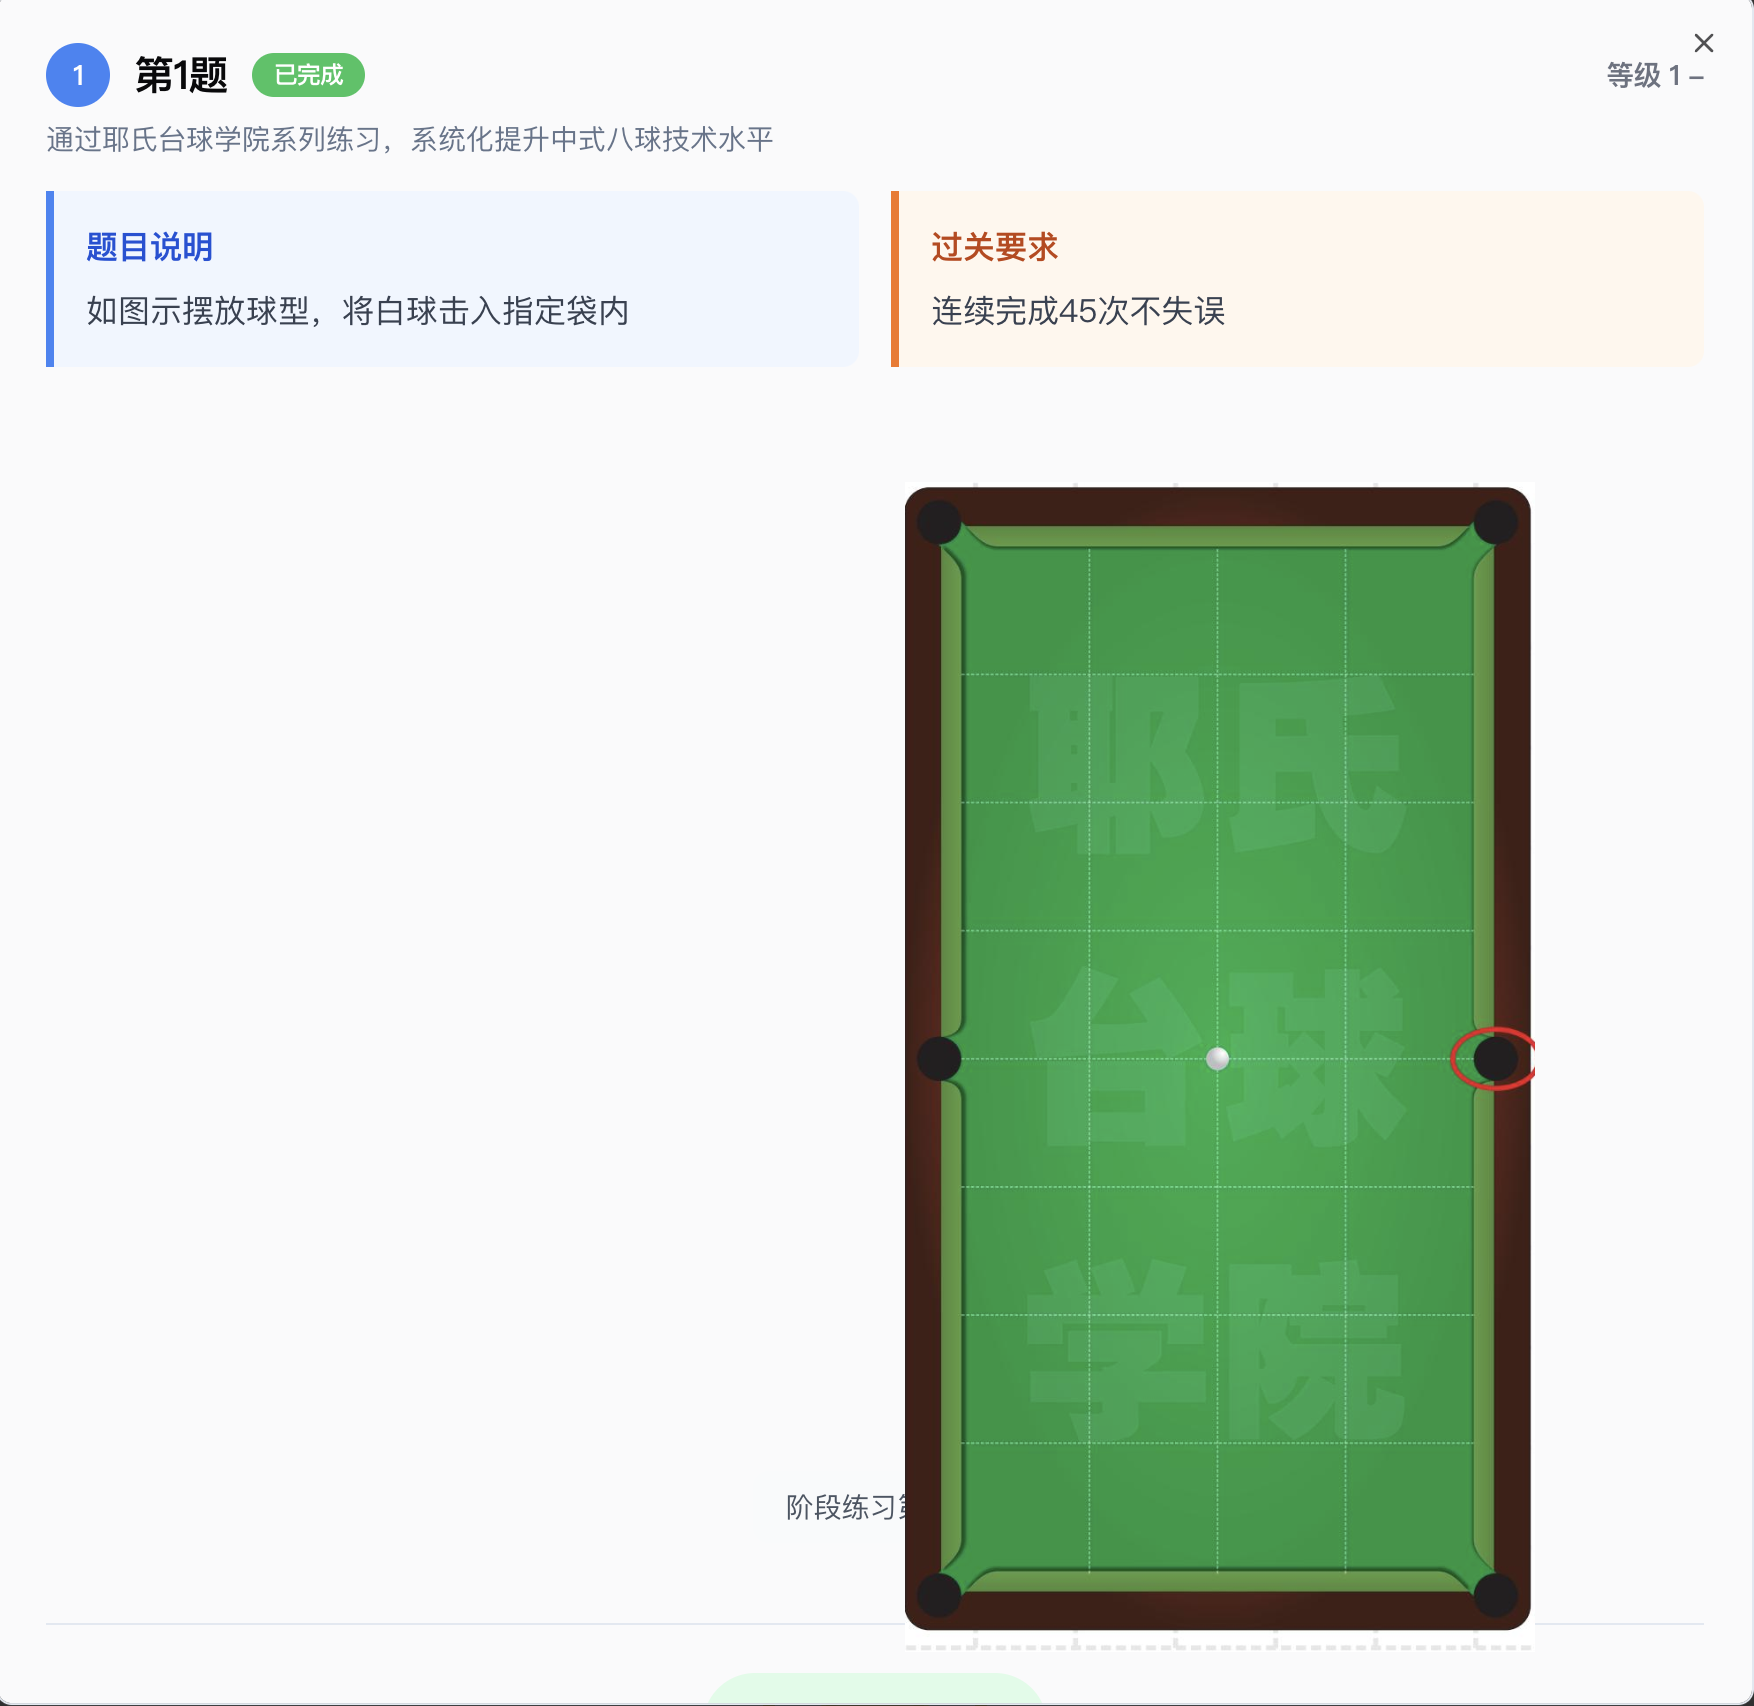 1
第1题
已完成
等级 1 –
通过耶氏台球学院系列练习，系统化提升中式八球技术水平
题目说明
如图示摆放球型，将白球击入指定袋内
过关要求
连续完成45次不失误
耶氏
台球
学院
阶段练习